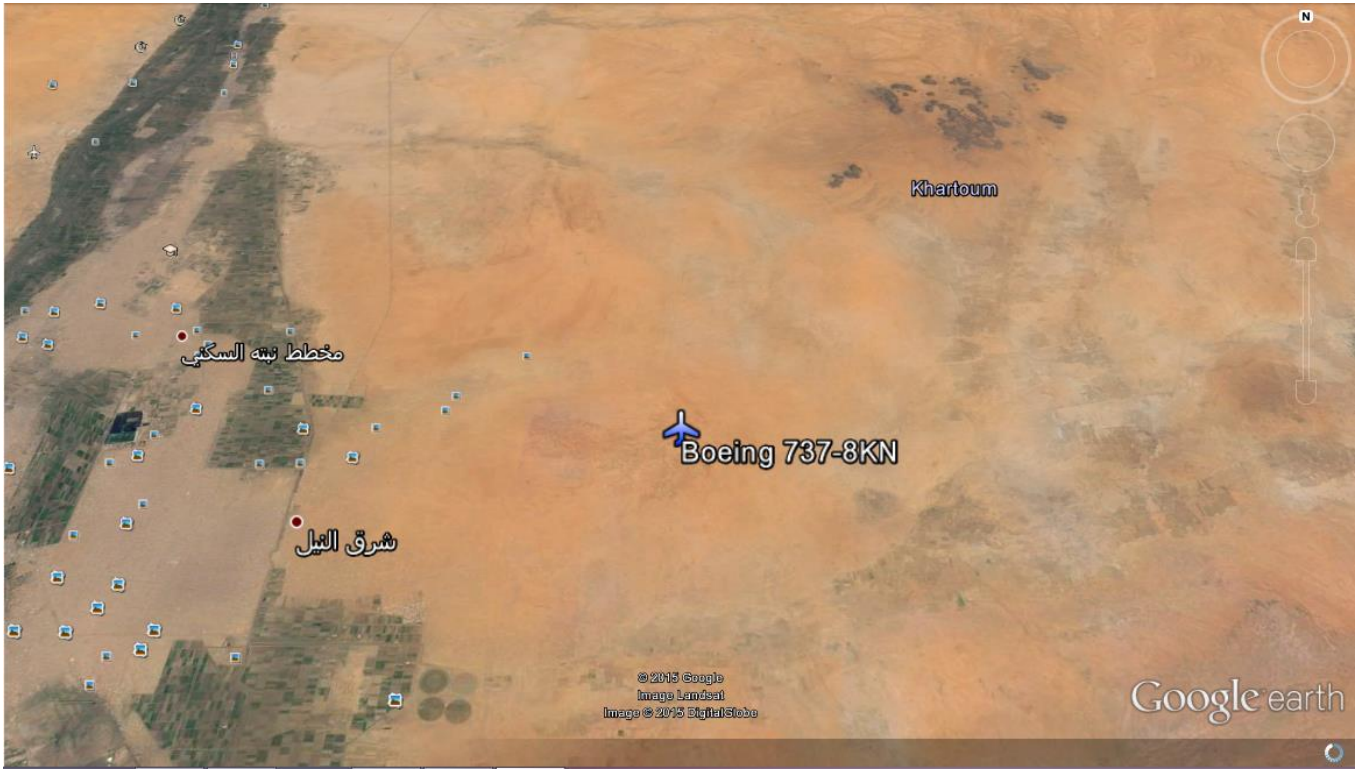 N
Khartoum
مخطط نبته السكني
Boeing 737-8KN
شرق النيل
© 2015 Google
Image Landsat
Image © 2015 DigitalGlobe
Google earth